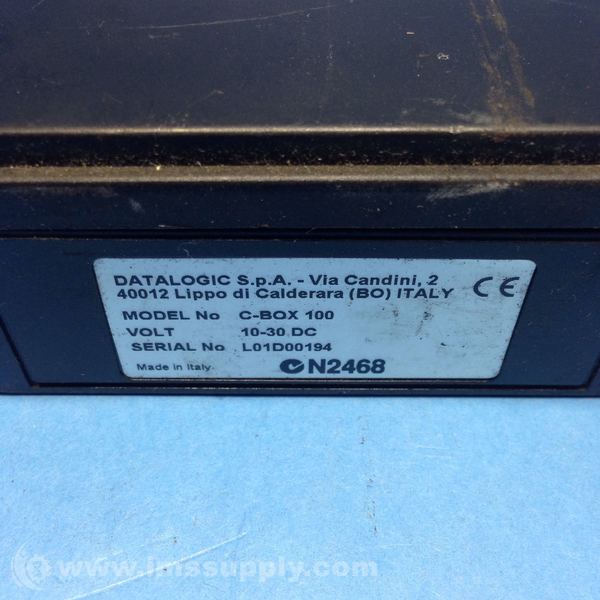 DATALOGIC S.p.A. - Via Candini, 2
40012 Lippo di Calderara (BO) ITALY CE
MODEL No C-BOX 100
VOLT 10-30 DC
SERIAL No L01D00194
Made in Italy N2468
© www.imssupply.com